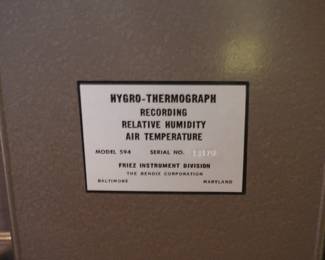 HYGRO-THERMOGRAPH
RECORDING
RELATIVE HUMIDITY
AIR TEMPERATURE
MODEL 594 SERIAL NO.
FRIEZ INSTRUMENT DIVISION
THE BENDIX CORPORATION
BALTIMORE MARYLAND